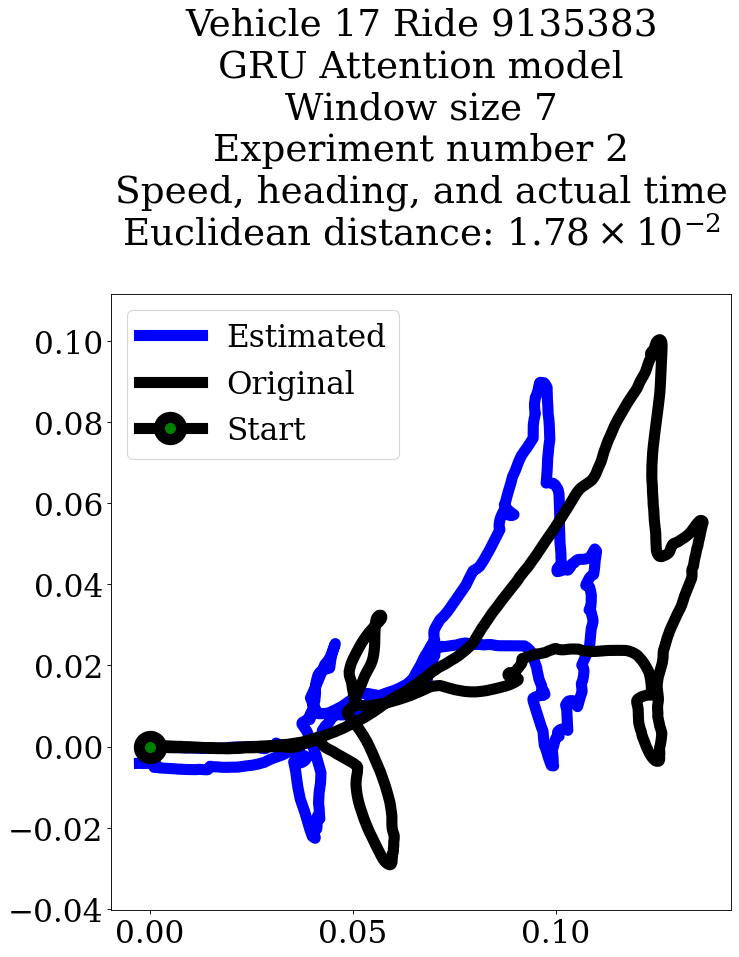 Vehicle 17 Ride 9135383
GRU Attention model
Window size 7
Experiment number 2
Speed, heading, and actual time
Euclidean distance: 1.78 × 10⁻²
Estimated
Original
Start
0.10
0.08
0.06
0.04
0.02
0.00
−0.02
−0.04
0.00 0.05 0.10